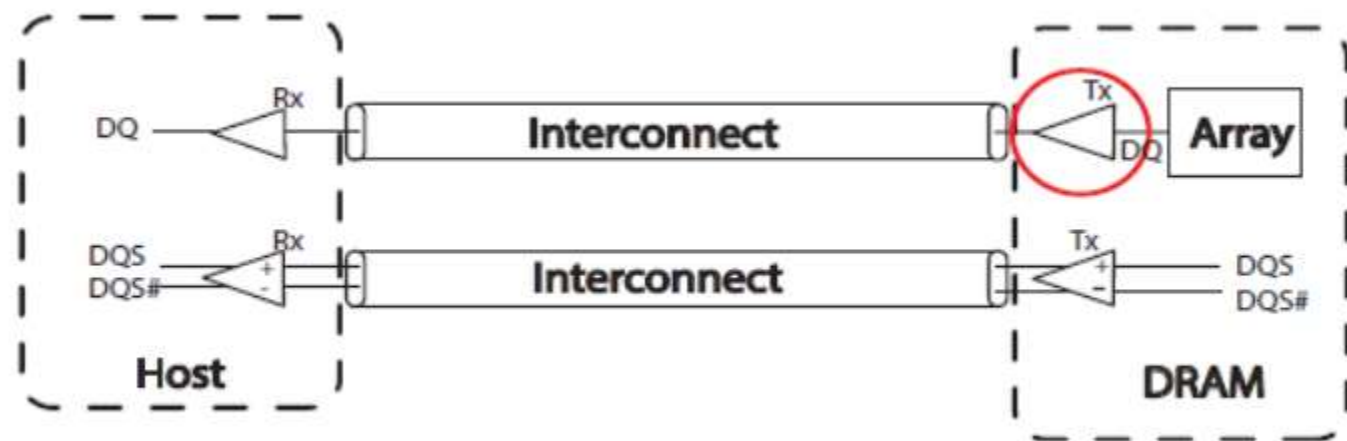 Rx
Tx
DQ
Interconnect
DQ
Array
Rx
Tx
DQS
DQS#
+
-
Interconnect
+
-
DQS
DQS#
Host
DRAM